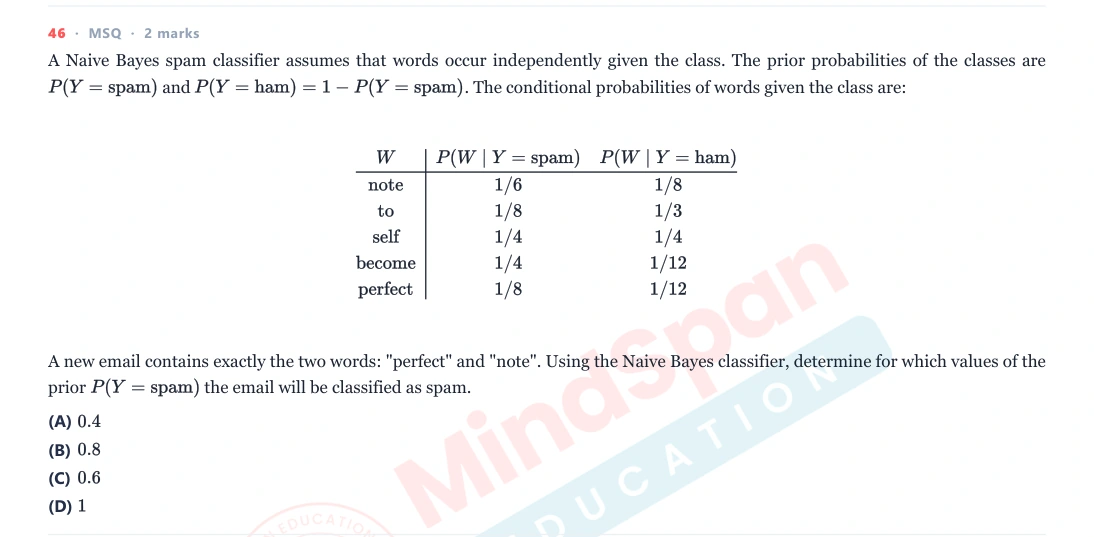 46 · MSQ · 2 marks
A Naive Bayes spam classifier assumes that words occur independently given the class. The prior probabilities of the classes are
P(Y = spam) and P(Y = ham) = 1 − P(Y = spam). The conditional probabilities of words given the class are:
W P(W | Y = spam) P(W | Y = ham)
note 1/6 1/8
to 1/8 1/3
self 1/4 1/4
become 1/4 1/12
perfect 1/8 1/12
A new email contains exactly the two words: "perfect" and "note". Using the Naive Bayes classifier, determine for which values of the
prior P(Y = spam) the email will be classified as spam.
(A) 0.4
(B) 0.8
(C) 0.6
(D) 1
Mindspan
DUCATION
EDUCATION